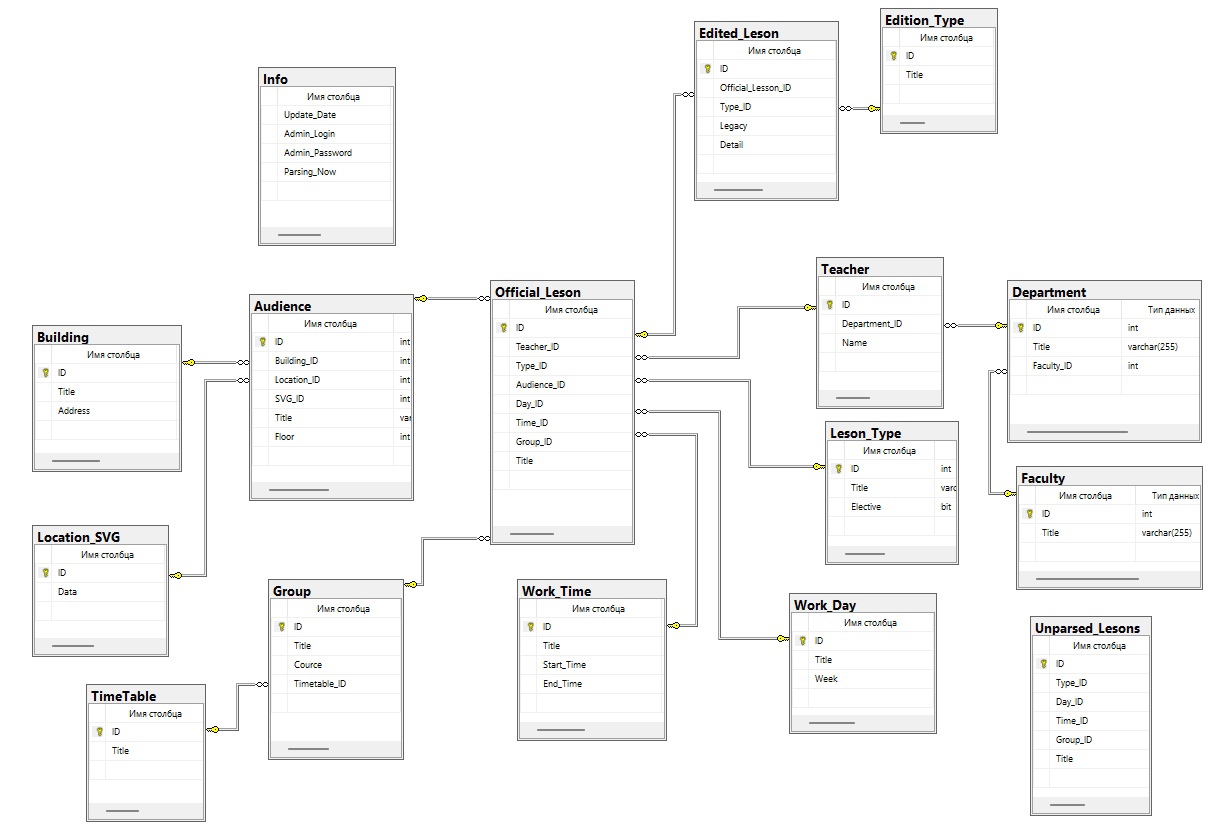 Edition_Type
Имя столбца
ID
Title
Edited_Leson
Имя столбца
ID
Official_Lesson_ID
Type_ID
Legacy
Detail
Info
Имя столбца
Update_Date
Admin_Login
Admin_Password
Parsing_Now
Teacher
Имя столбца
ID
Department_ID
Name
Department
Имя столбца Тип данных
ID int
Title varchar(255)
Faculty_ID int
Official_Leson
Имя столбца
ID
Teacher_ID
Type_ID
Audience_ID
Day_ID
Time_ID
Group_ID
Title
Audience
Имя столбца
ID int
Building_ID int
Location_ID int
SVG_ID int
Title var
Floor int
Building
Имя столбца
ID
Title
Address
Leson_Type
Имя столбца
ID int
Title varc
Elective bit
Faculty
Имя столбца Тип данных
ID int
Title varchar(255)
Location_SVG
Имя столбца
ID
Data
Group
Имя столбца
ID
Title
Cource
Timetable_ID
Work_Time
Имя столбца
ID
Title
Start_Time
End_Time
Work_Day
Имя столбца
ID
Title
Week
Unparsed_Lesons
Имя столбца
ID
Type_ID
Day_ID
Time_ID
Group_ID
Title
TimeTable
Имя столбца
ID
Title